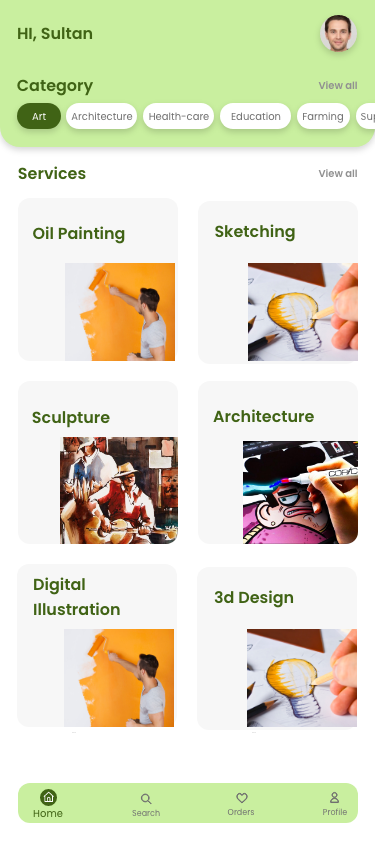 HI, Sultan
Category
View all
Art
Architecture
Health-care
Education
Farming
Sup
Services
View all
Oil Painting
Sketching
Sculpture
Architecture
COPIC
Digital
Illustration
3d Design
Home
Search
Orders
Profile